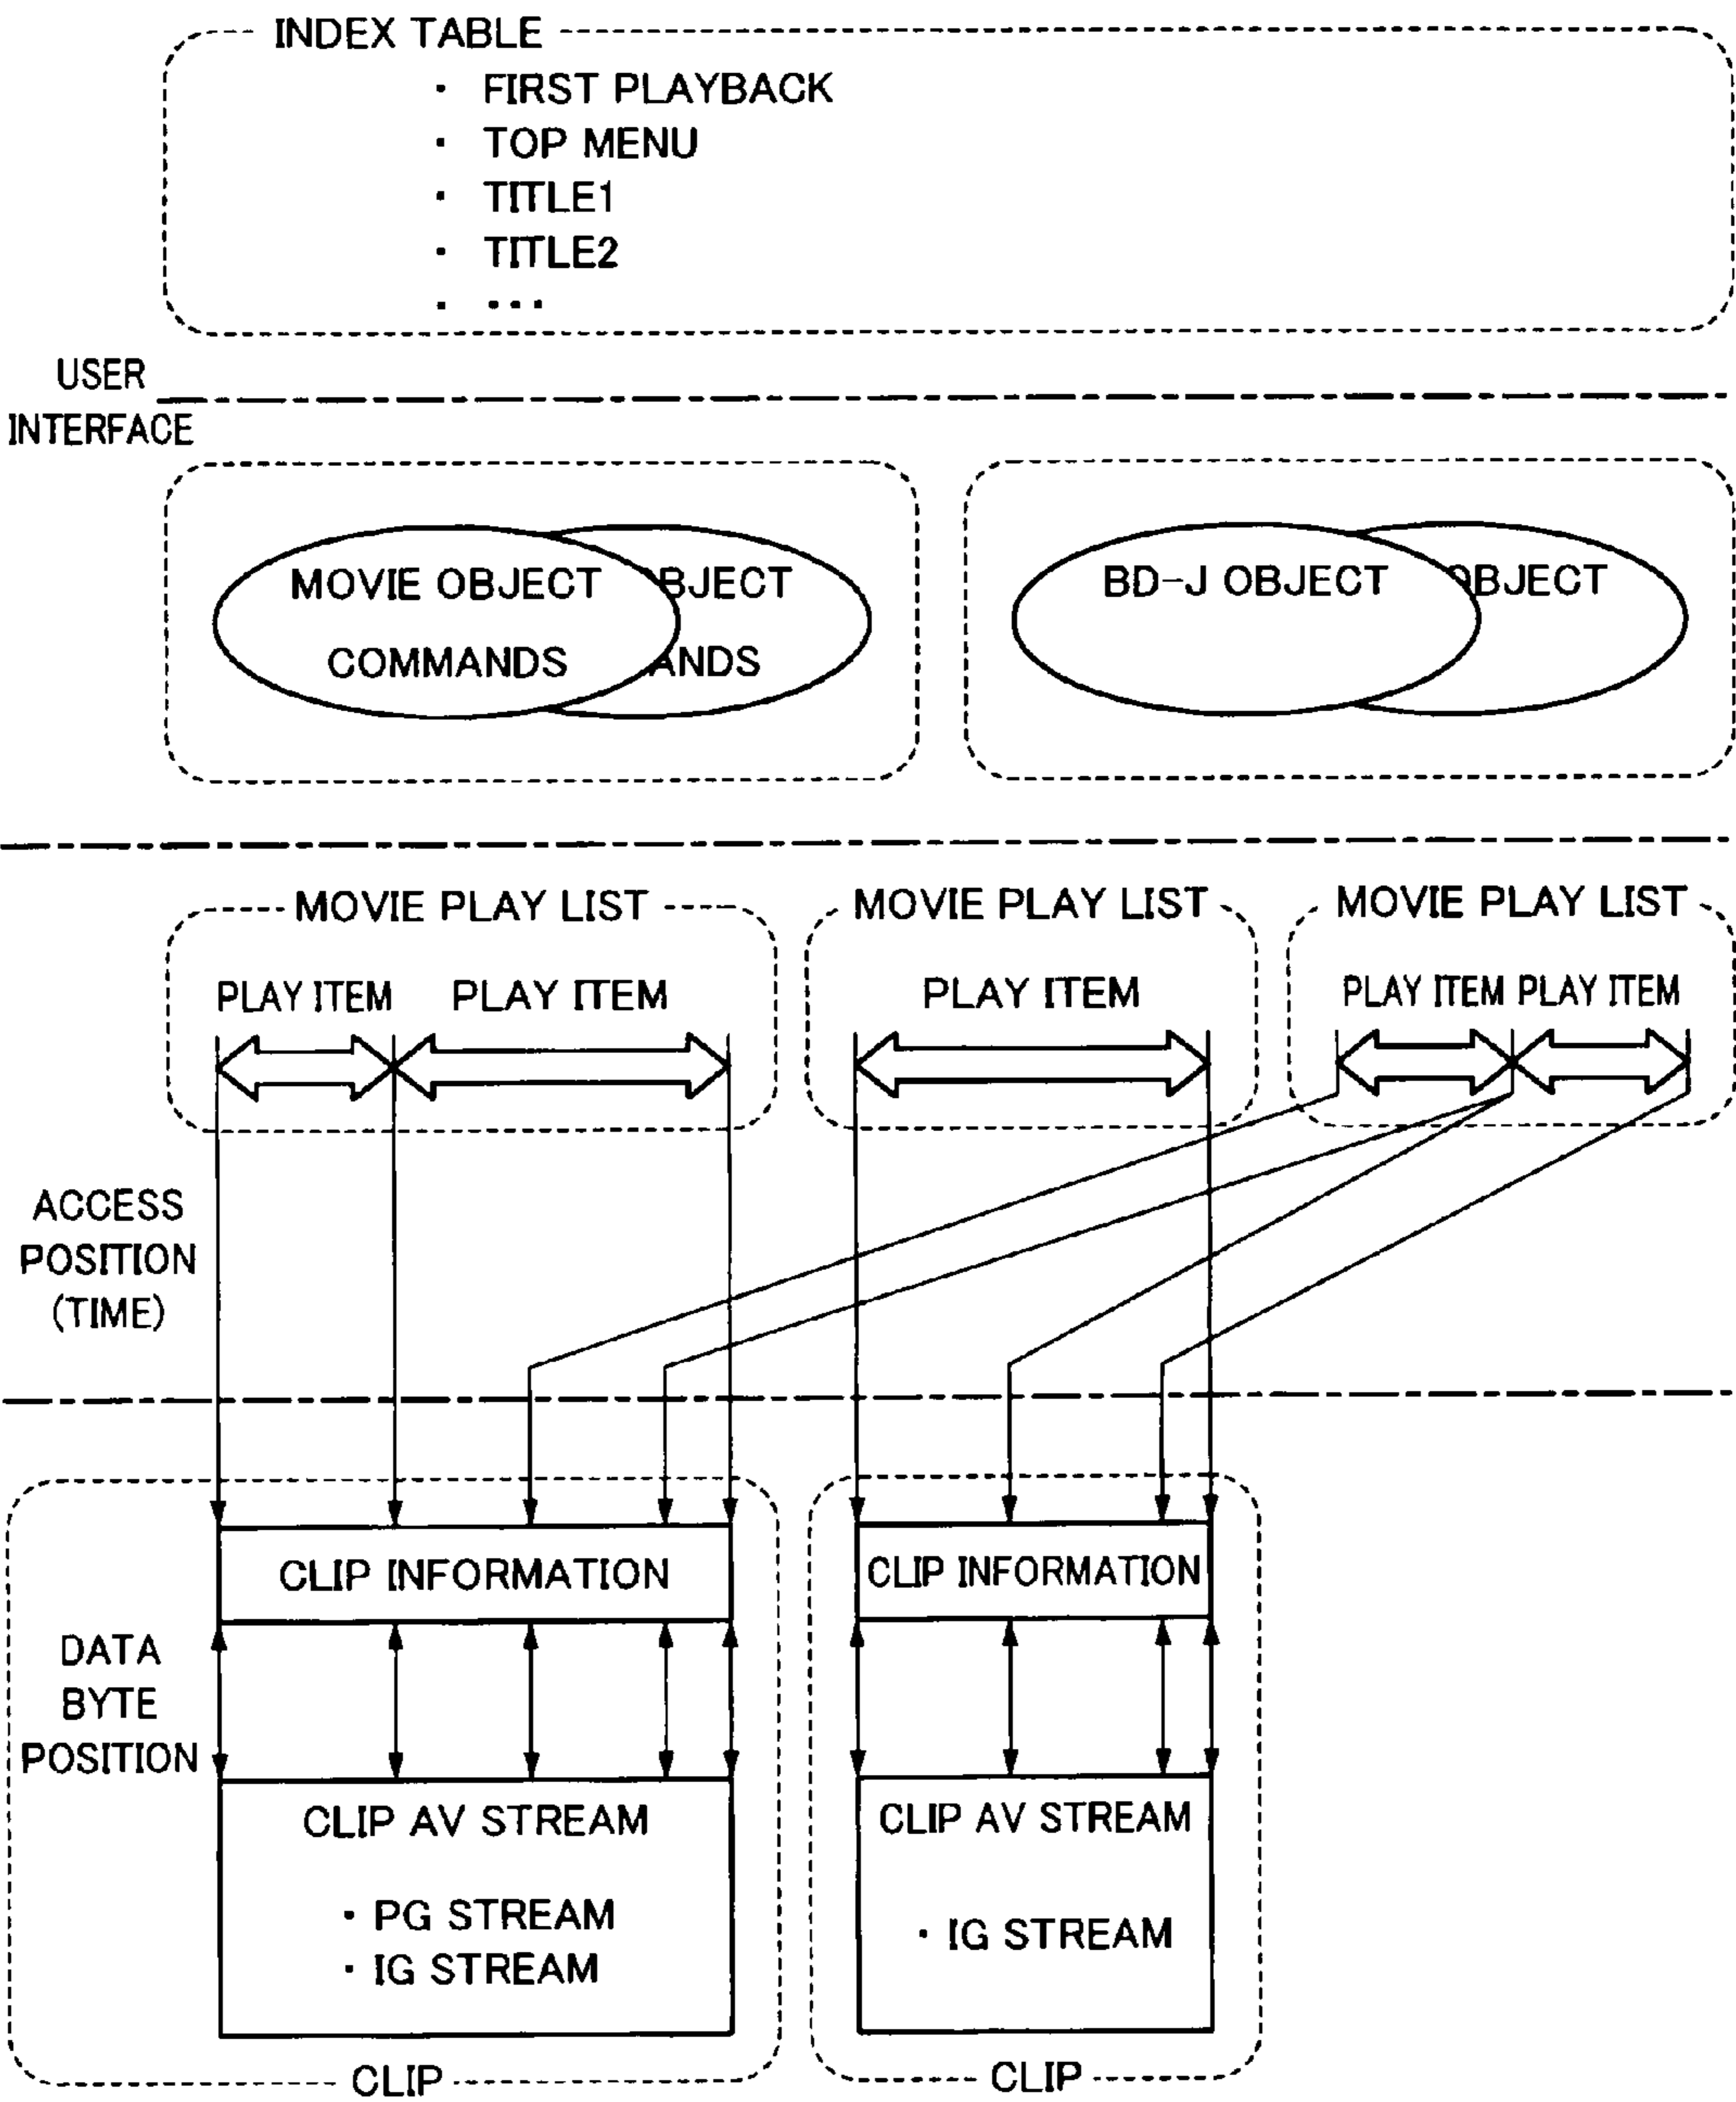 INDEX TABLE
· FIRST PLAYBACK
· TOP MENU
· TITLE1
· TITLE2
· ···
USER
INTERFACE
MOVIE OBJECT
COMMANDS
BJECT
ANDS
BD-J OBJECT
OBJECT
MOVIE PLAY LIST
PLAY ITEM PLAY ITEM
MOVIE PLAY LIST
PLAY ITEM
MOVIE PLAY LIST
PLAY ITEM PLAY ITEM
ACCESS
POSITION
(TIME)
CLIP INFORMATION
CLIP INFORMATION
DATA
BYTE
POSITION
CLIP AV STREAM
· PG STREAM
· IG STREAM
CLIP AV STREAM
· IG STREAM
CLIP
CLIP